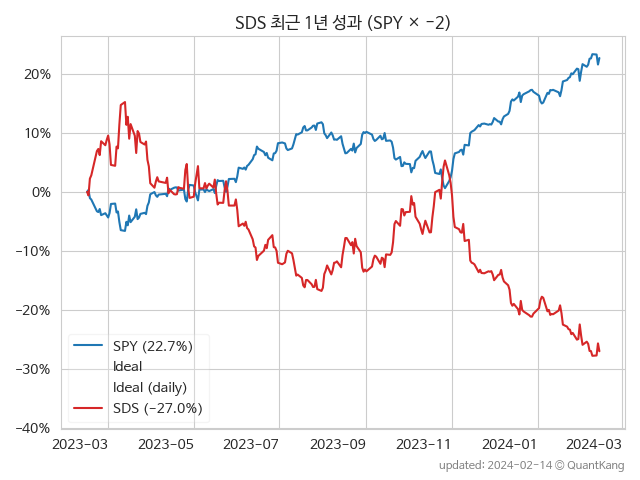 SDS 최근 1년 성과 (SPY × −2)
20%
10%
0%
−10%
−20%
−30%
−40%
SPY (22.7%)
Ideal
Ideal (daily)
SDS (−27.0%)
2023-03 2023-05 2023-07 2023-09 2023-11 2024-01 2024-03
updated: 2024-02-14 © QuantKang